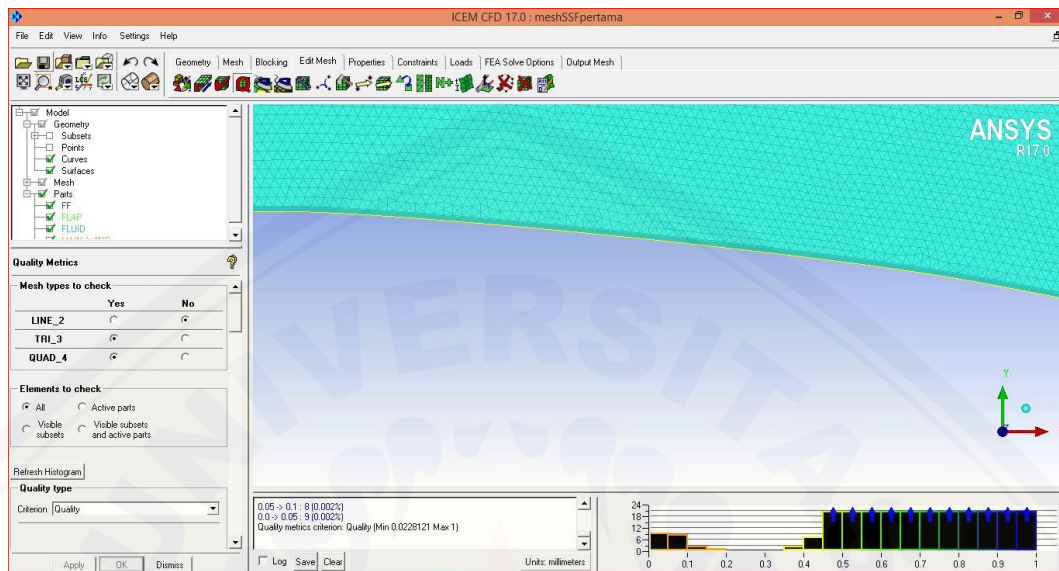 ICEM CFD 17.0 : meshSSFpertama
File Edit View Info Settings Help
Geometry Mesh Blocking Edit Mesh Properties Constraints Loads FEA Solve Options Output Mesh
Model
Geometry
Subsets
Points
Curves
Surfaces
Mesh
Parts
FF
FLAP
FLUID
ANSYS
R17.0
Quality Metrics
Mesh types to check
Yes No
LINE_2
TRI_3
QUAD_4
Elements to check
All Active parts
Visible subsets Visible subsets and active parts
Refresh Histogram
Quality type
Criterion Quality
Apply OK Dismiss
Y
0.05 -> 0.1 : 8 (0.002%)
0.0 -> 0.05 : 9 (0.002%)
Quality metrics criterion: Quality (Min 0.0228121 Max 1)
Log Save Clear Units: millimeters
24
18
12
6
0
0 0.1 0.2 0.3 0.4 0.5 0.6 0.7 0.8 0.9 1
UNIVERSITAS